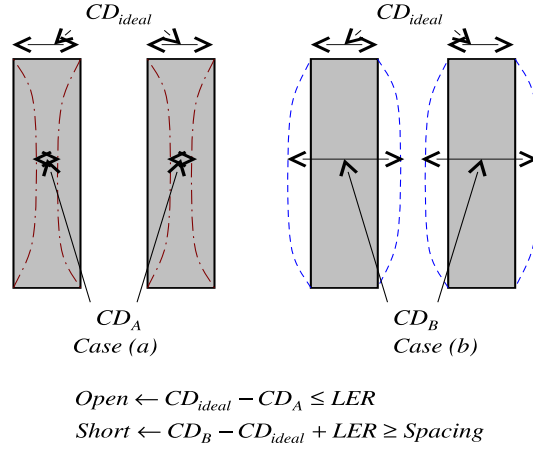 CD_ideal CD_ideal
CD_A CD_B
Case (a) Case (b)
Open ← CD_ideal − CD_A ≤ LER
Short ← CD_B − CD_ideal + LER ≥ Spacing